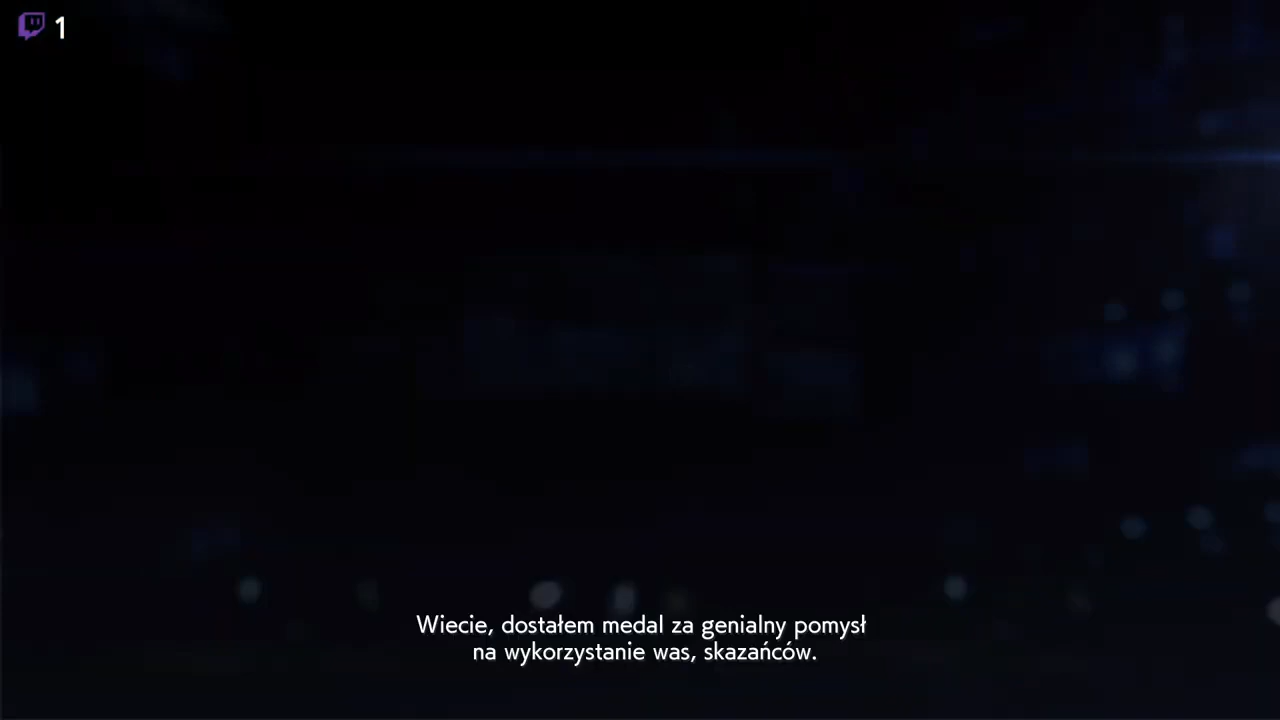 1
Wiecie, dostałem medal za genialny pomysł
na wykorzystanie was, skazańców.